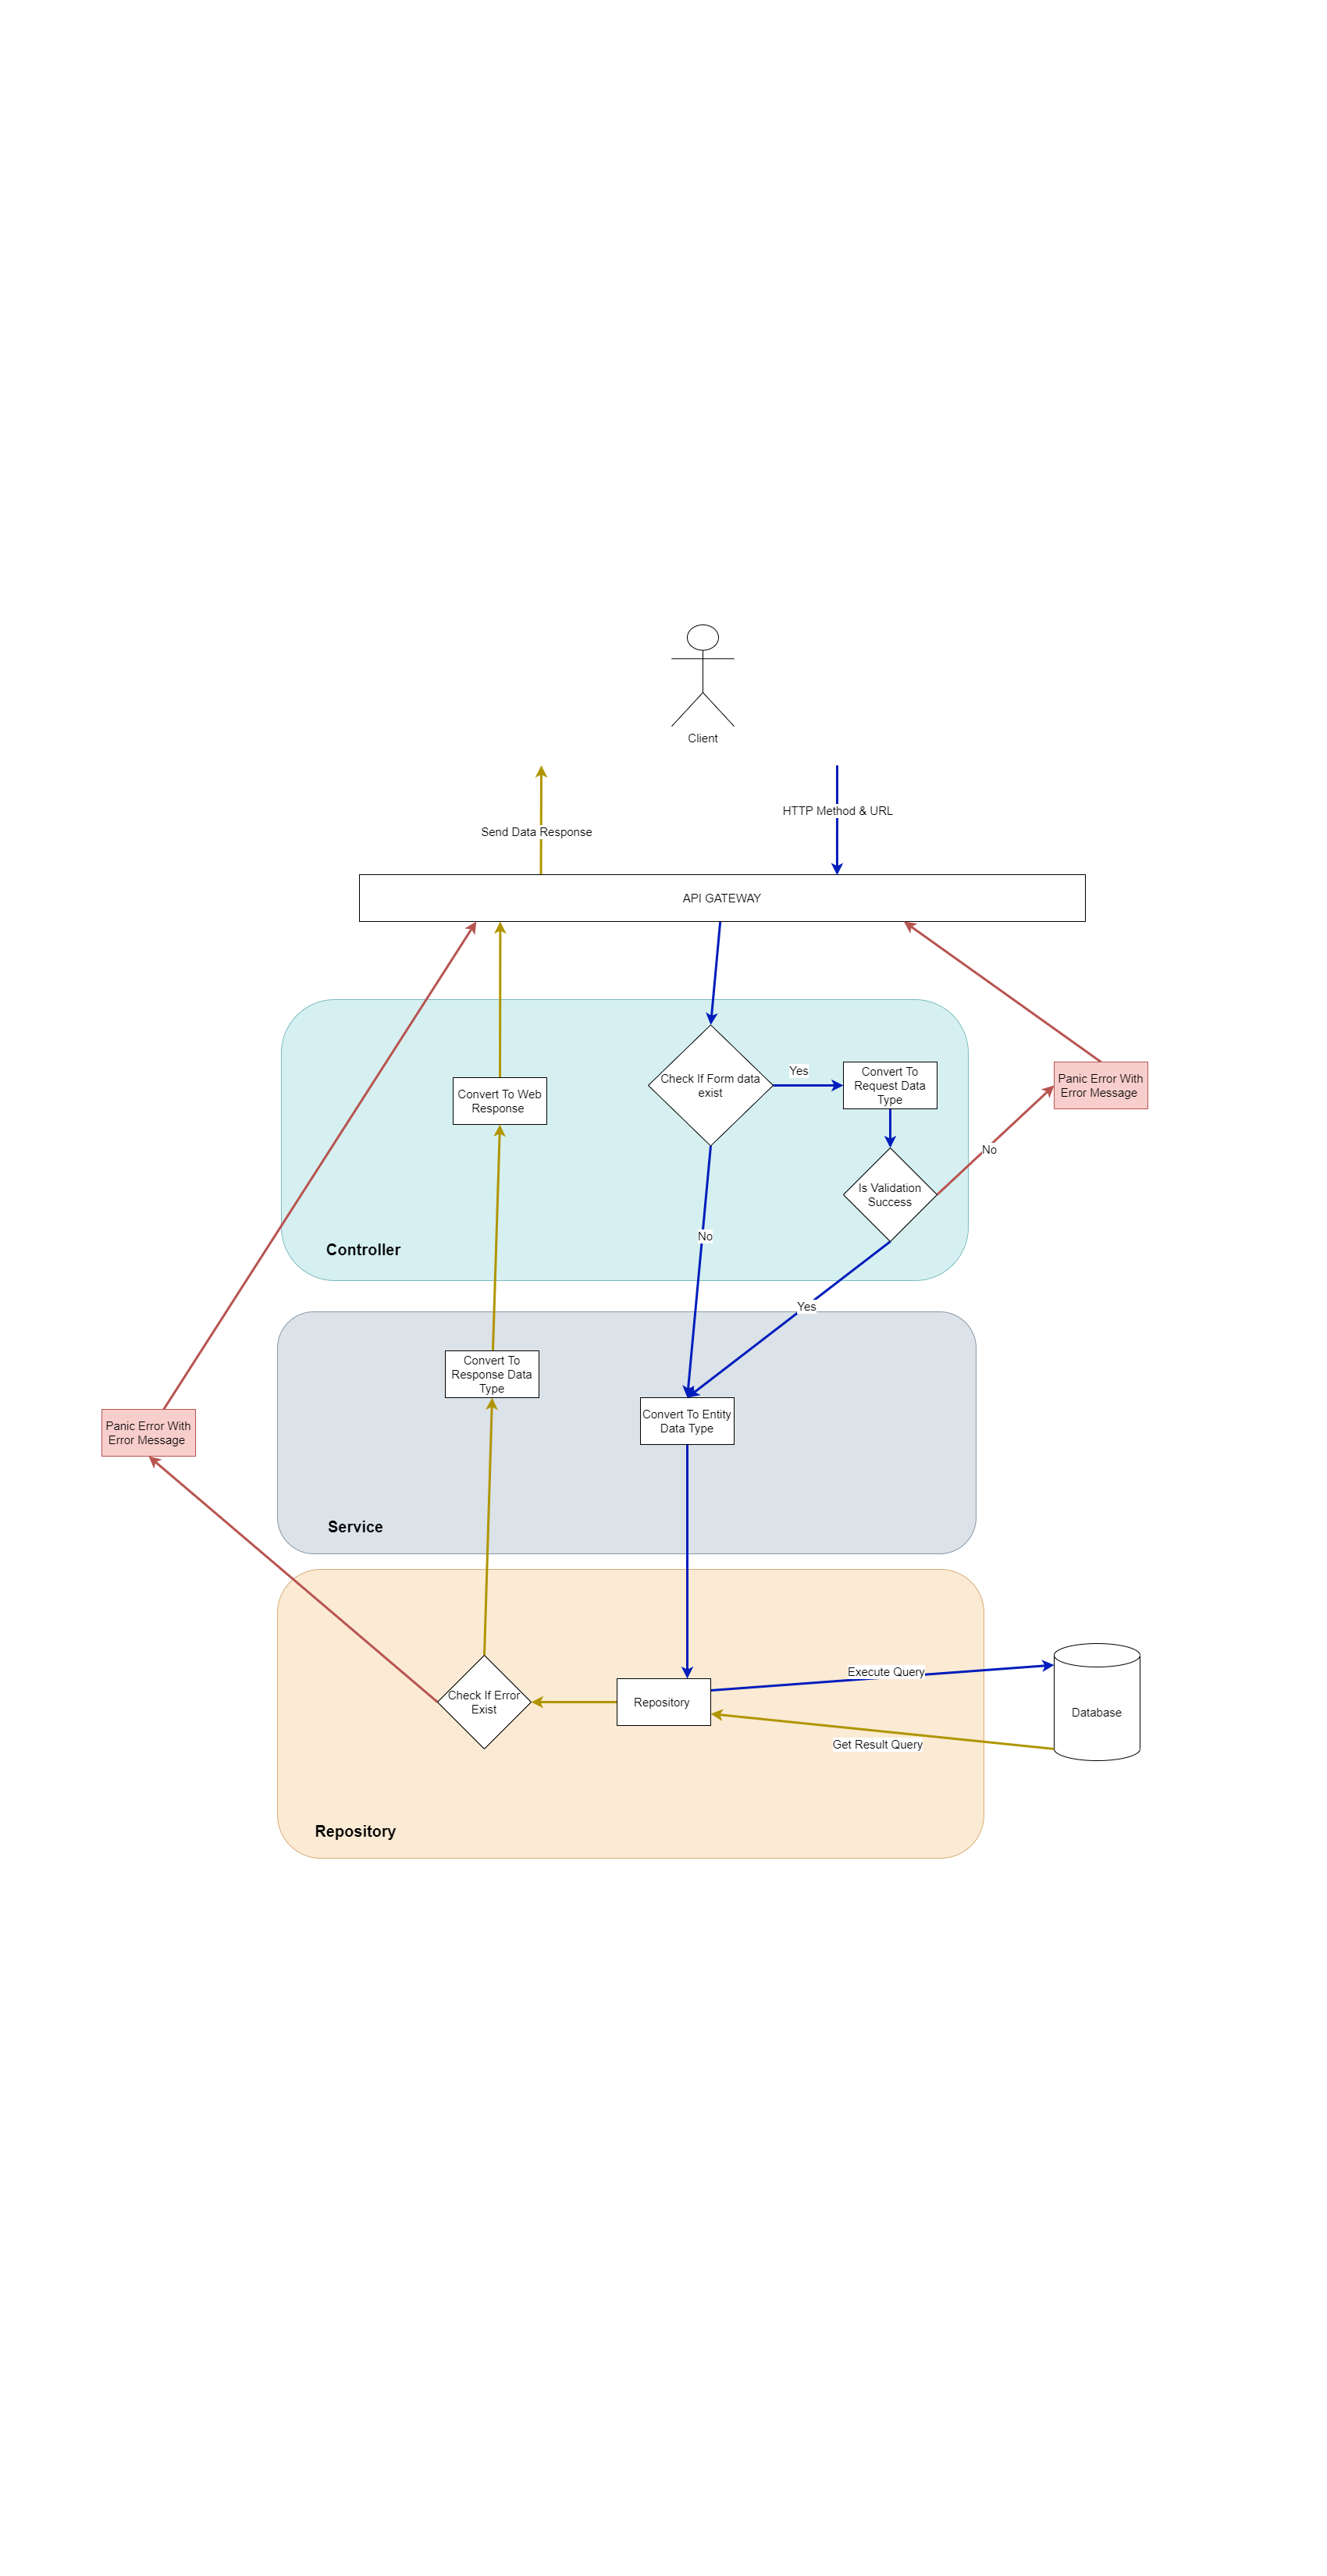 Client
HTTP Method & URL
Send Data Response
API GATEWAY
Check If Form data
exist
Yes
Convert To
Request Data
Type
Panic Error With
Error Message
Convert To Web
Response
No
Is Validation
Success
No
Controller
Yes
Convert To
Response Data
Type
Convert To Entity
Data Type
Panic Error With
Error Message
Service
Execute Query
Check If Error
Exist
Repository
Database
Get Result Query
Repository